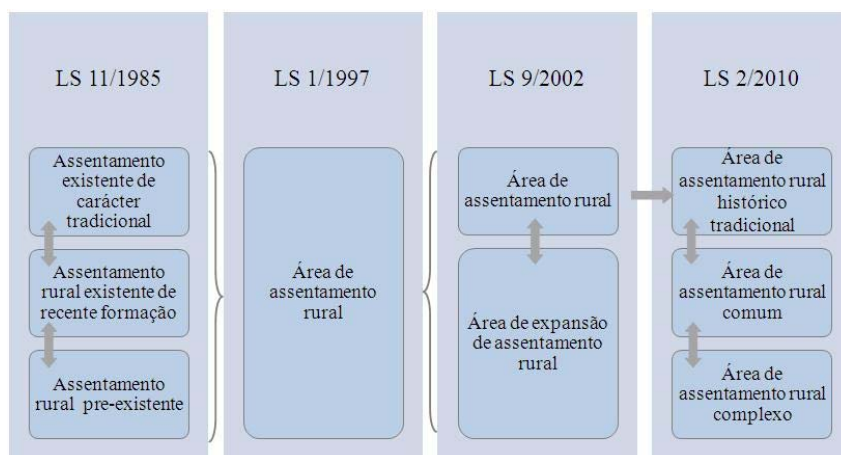 LS 11/1985
Assentamento
existente de
carácter
tradicional
Assentamento
rural existente de
recente formação
Assentamento
rural pre-existente
LS 1/1997
Área de
assentamento
rural
LS 9/2002
Área de
assentamento rural
Área de expansão
de assentamento
rural
LS 2/2010
Área de
assentamento rural
histórico
tradicional
Área de
assentamento rural
comum
Área de
assentamento rural
complexo